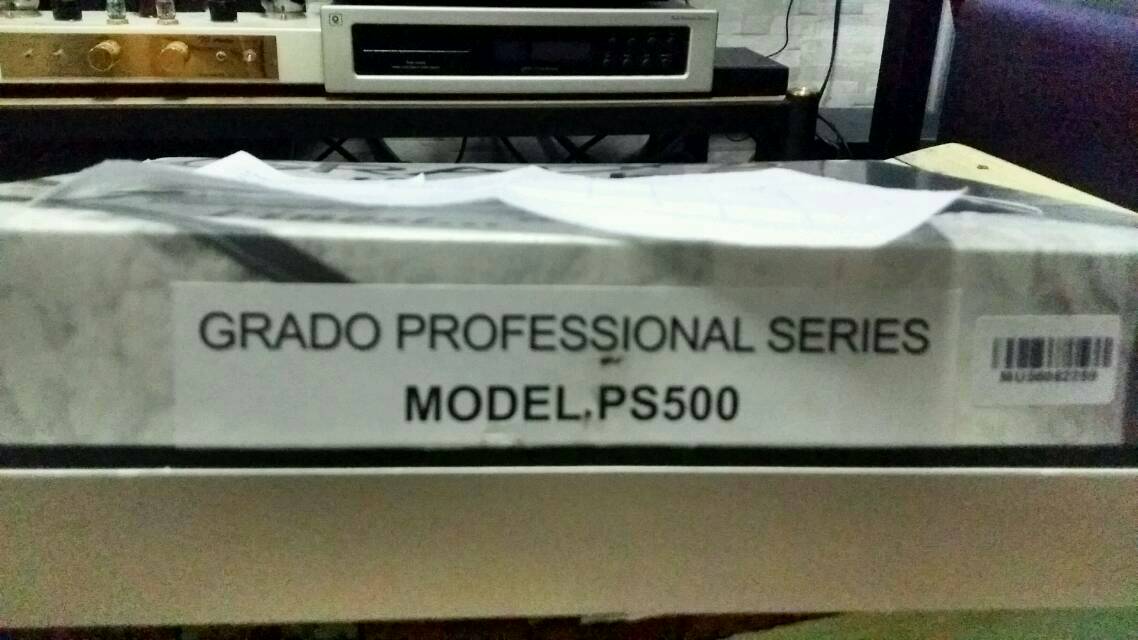 GRADO PROFESSIONAL SERIES
MODEL.PS500